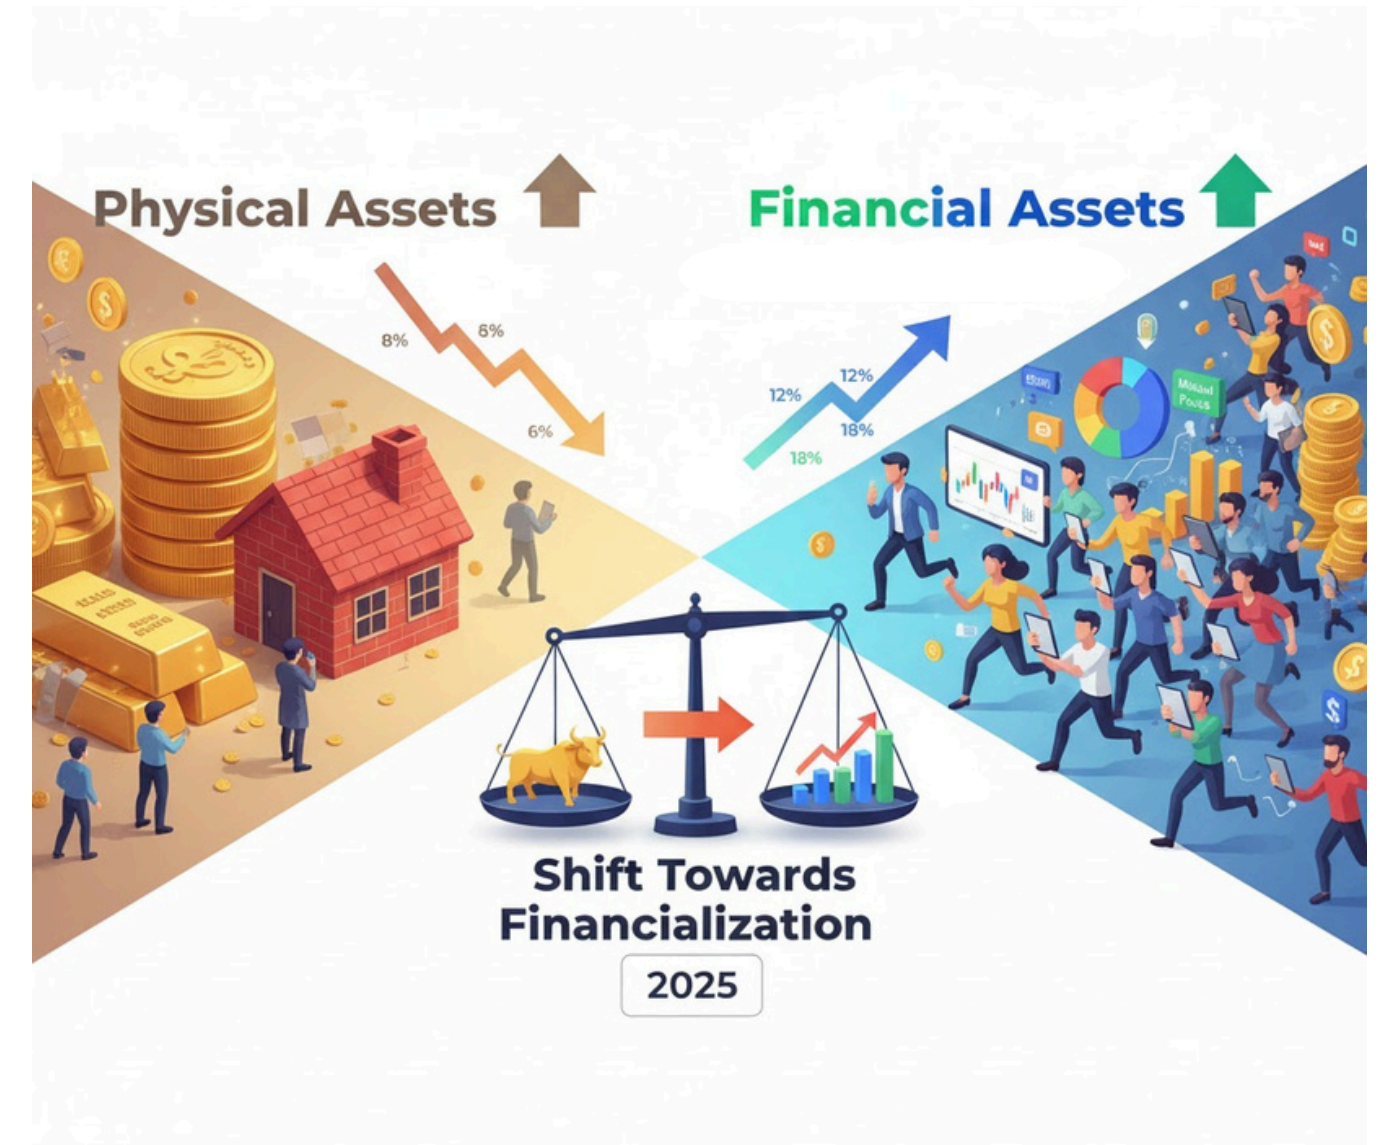 Physical Assets
Financial Assets
8%
6%
6%
12%
12%
18%
18%
Shift Towards
Financialization
2025